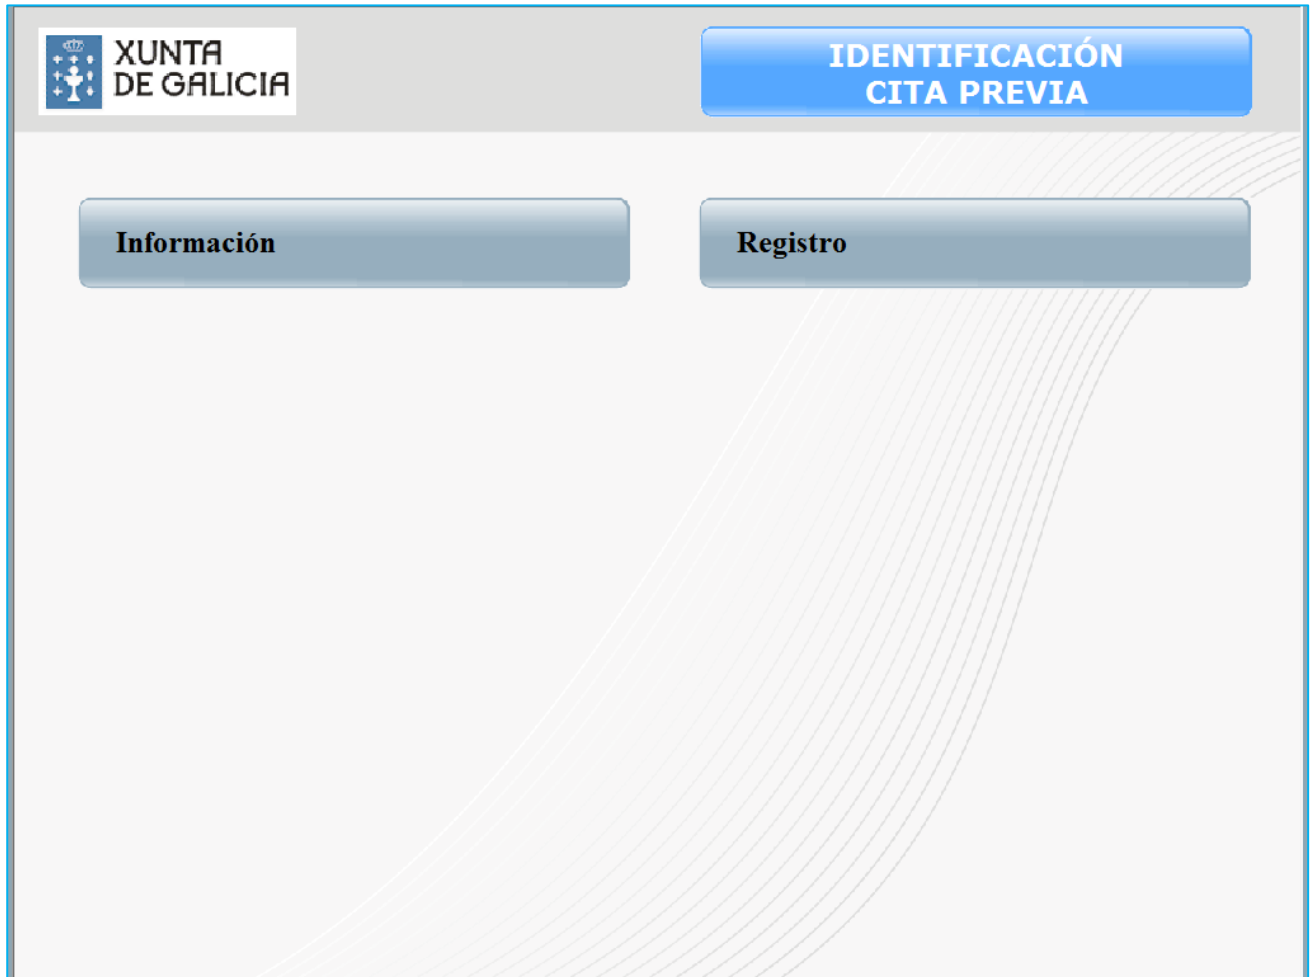 XUNTA
DE GALICIA
IDENTIFICACIÓN
CITA PREVIA
Información
Registro